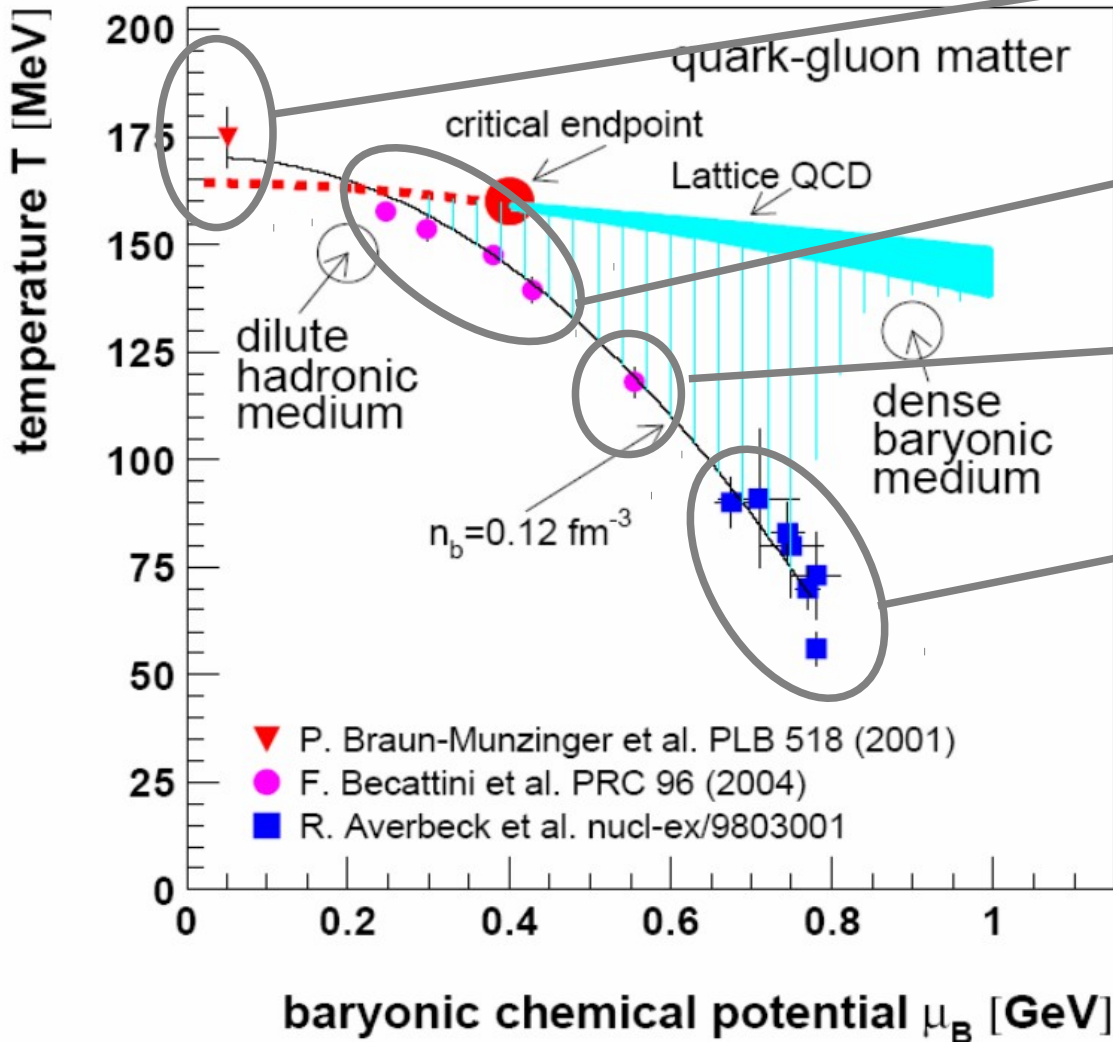 temperature T [MeV]
200
175
150
125
100
75
50
25
0
quark-gluon matter
critical endpoint
Lattice QCD
dilute
hadronic
medium
dense
baryonic
medium
n_b=0.12 fm^-3
P. Braun-Munzinger et al. PLB 518 (2001)
F. Becattini et al. PRC 96 (2004)
R. Averbeck et al. nucl-ex/9803001
0 0.2 0.4 0.6 0.8 1
baryonic chemical potential μ_B [GeV]